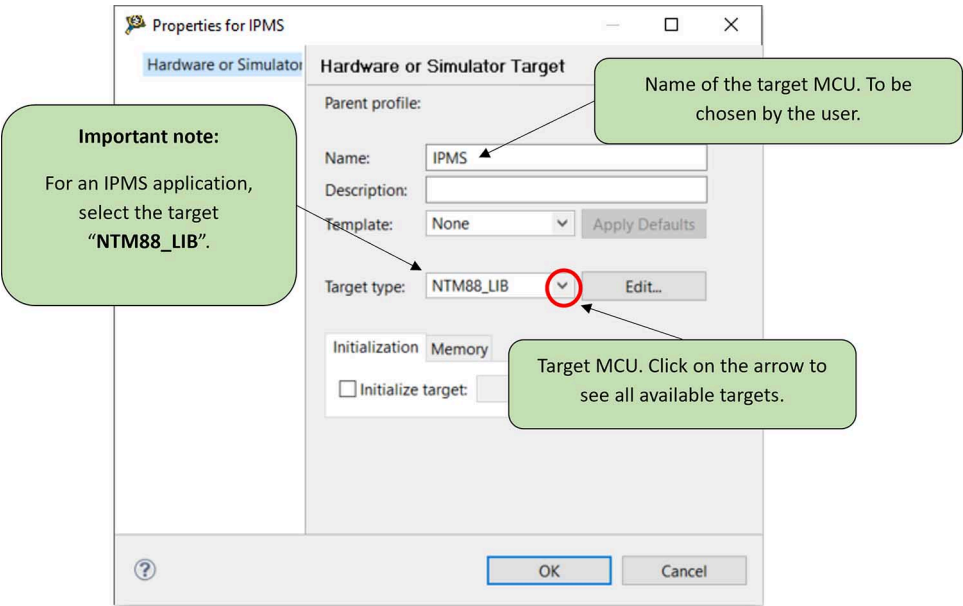 Properties for IPMS
Hardware or Simulator
Hardware or Simulator Target
Name of the target MCU. To be
chosen by the user.
Parent profile:
Important note:
For an IPMS application,
select the target
“NTM88_LIB”.
Name: IPMS
Description:
Template: None Apply Defaults
Target type: NTM88_LIB Edit...
Initialization Memory
Initialize target:
Target MCU. Click on the arrow to
see all available targets.
? OK Cancel